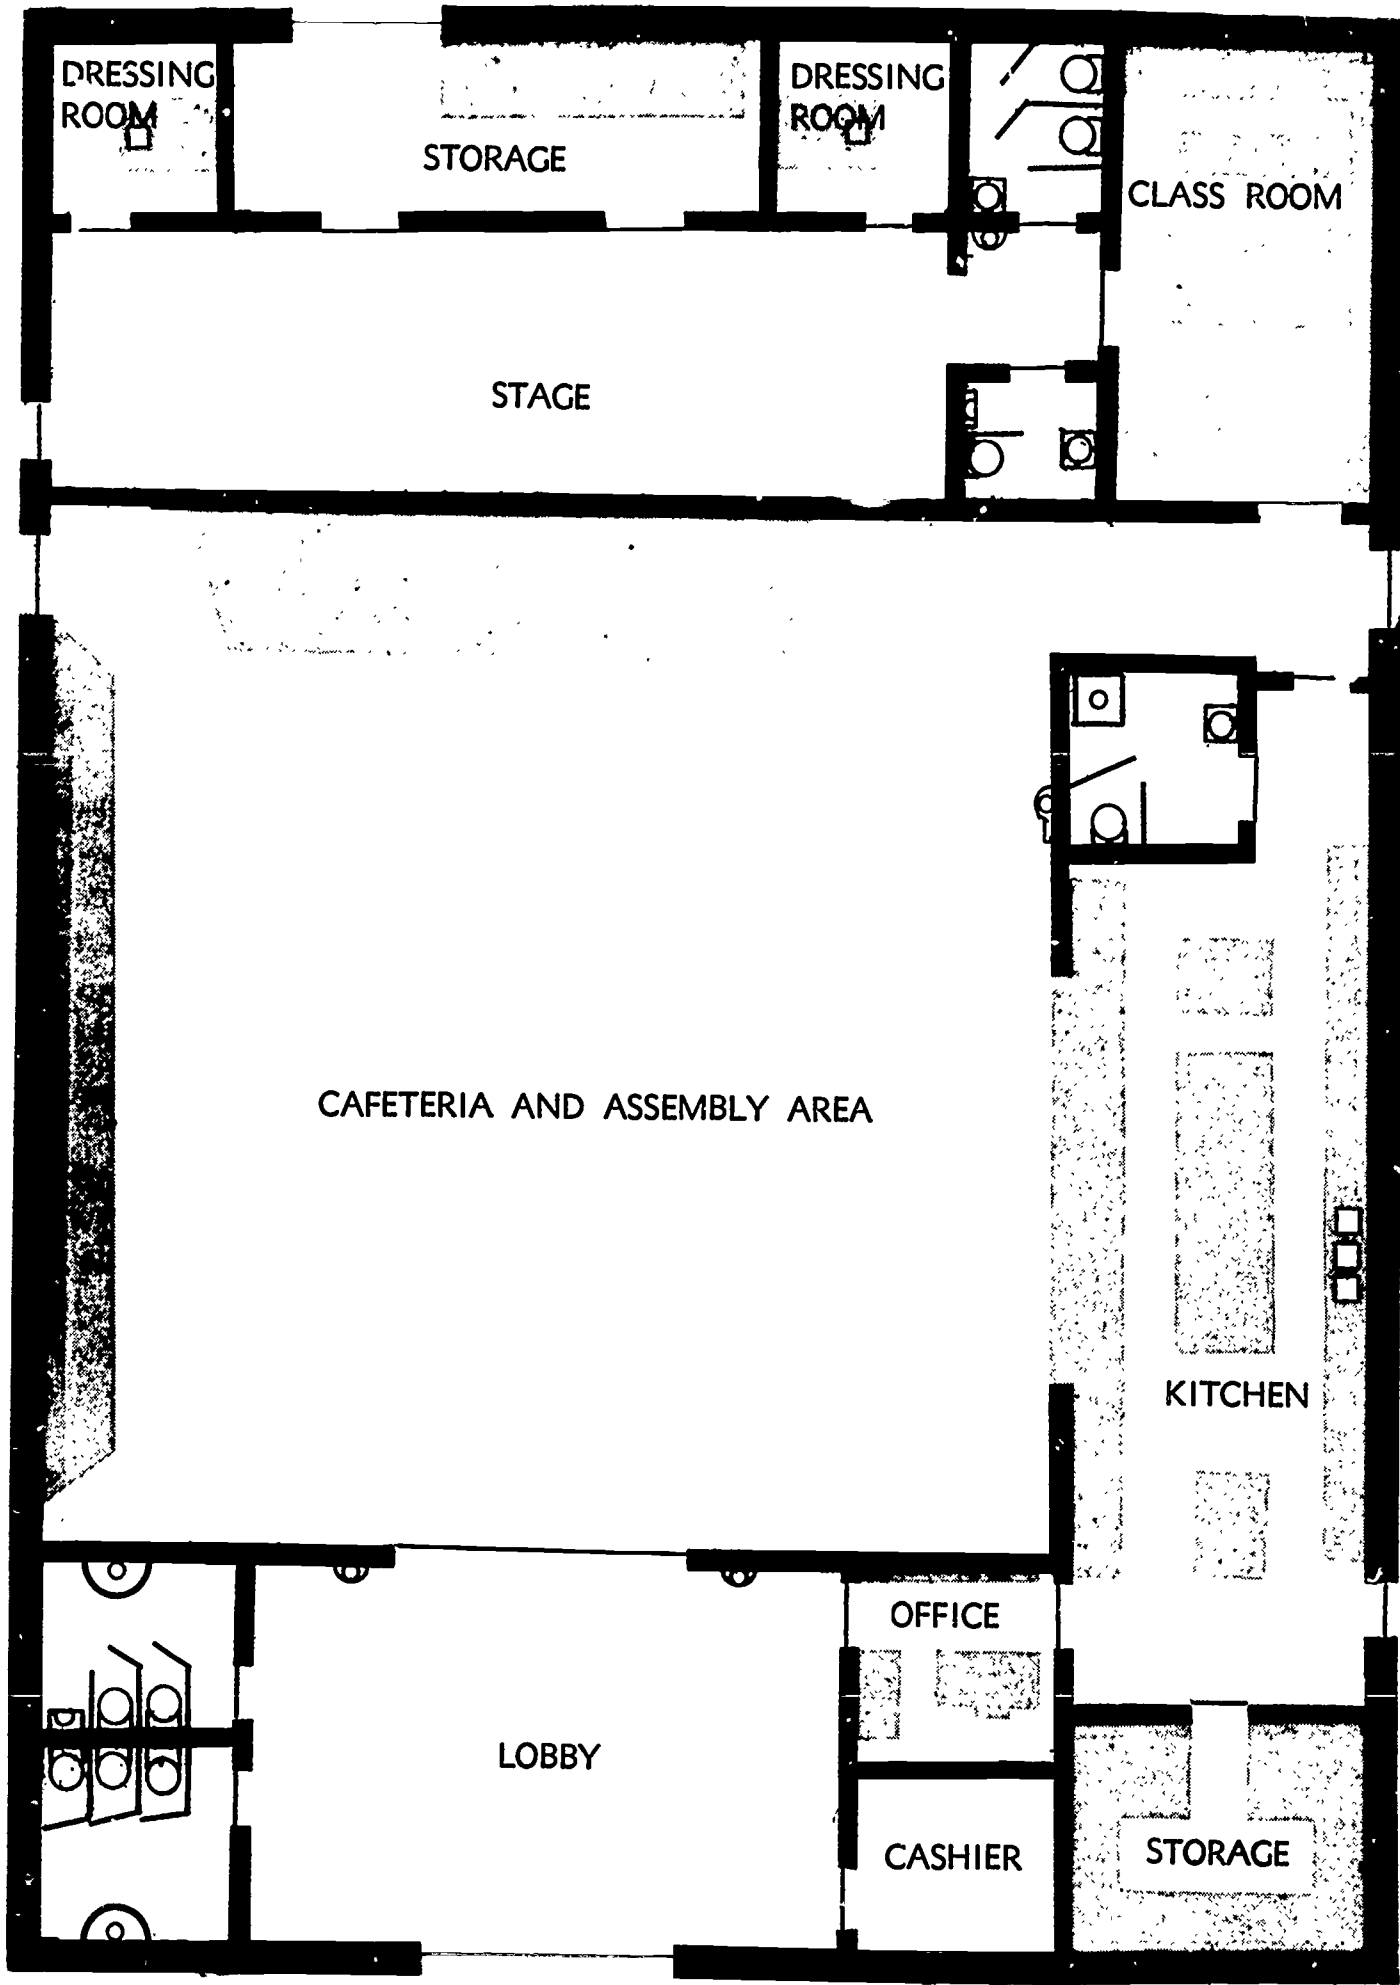 DRESSING
ROOM
STORAGE
DRESSING
ROOM
CLASS ROOM
STAGE
CAFETERIA AND ASSEMBLY AREA
KITCHEN
OFFICE
LOBBY
CASHIER
STORAGE